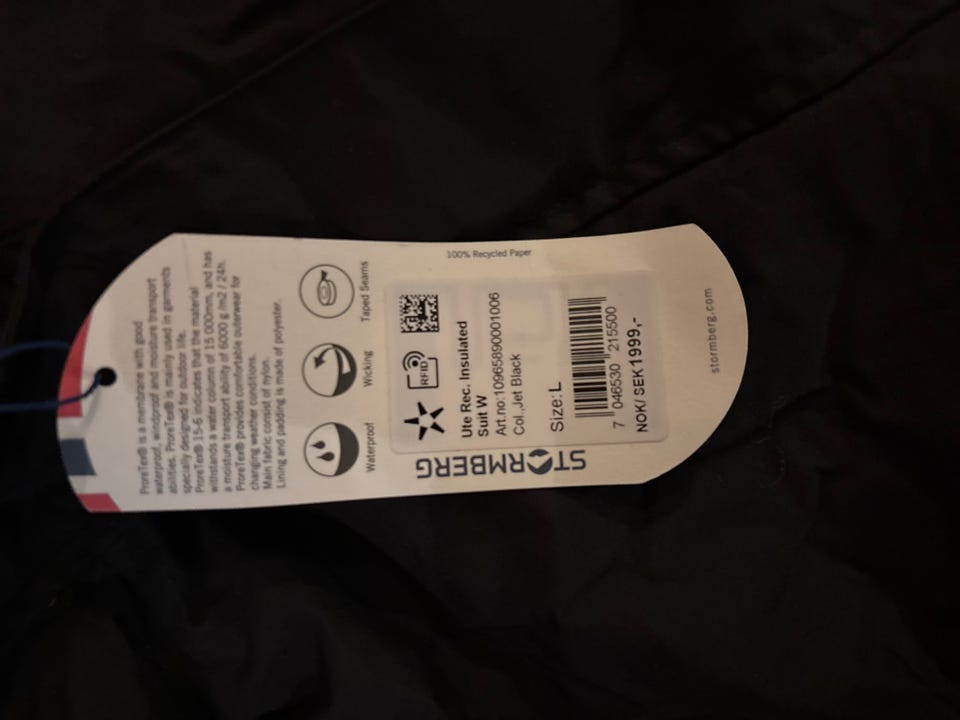 ProreTex® is a membrane with good
waterproof, windproof and moisture transport
abilities. ProreTex® is mainly used in garments
specially designed for outdoor life.
ProreTex® 15-6 indicates that the material
withstands a water column of 15 000mm, and has
a moisture transport ability of 6000 g /m2 / 24h.
ProreTex® provides comfortable outerwear for
changing weather conditions.
Main fabric consist of nylon.
Lining and padding is made of polyester.
Waterproof
Wicking
Taped Seams
STORMBERG
RFID
Ute Rec. Insulated
Suit W
Art.no:10965890001006
Col.,Jet Black
Size:L
7 046530 215500
NOK/SEK1999,-
100% Recycled Paper
stormberg.com